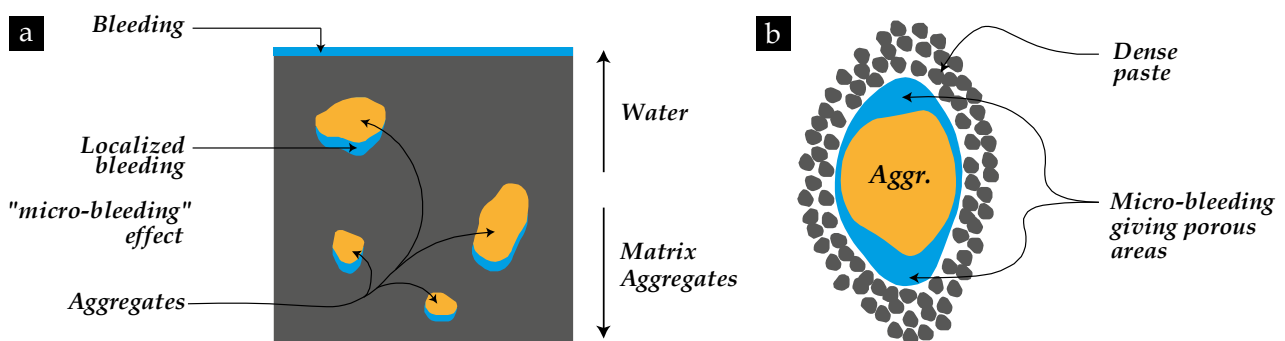 a
Bleeding
Localized
bleeding
"micro-bleeding"
effect
Aggregates
Water
Matrix
Aggregates
b
Aggr.
Dense
paste
Micro-bleeding
giving porous
areas